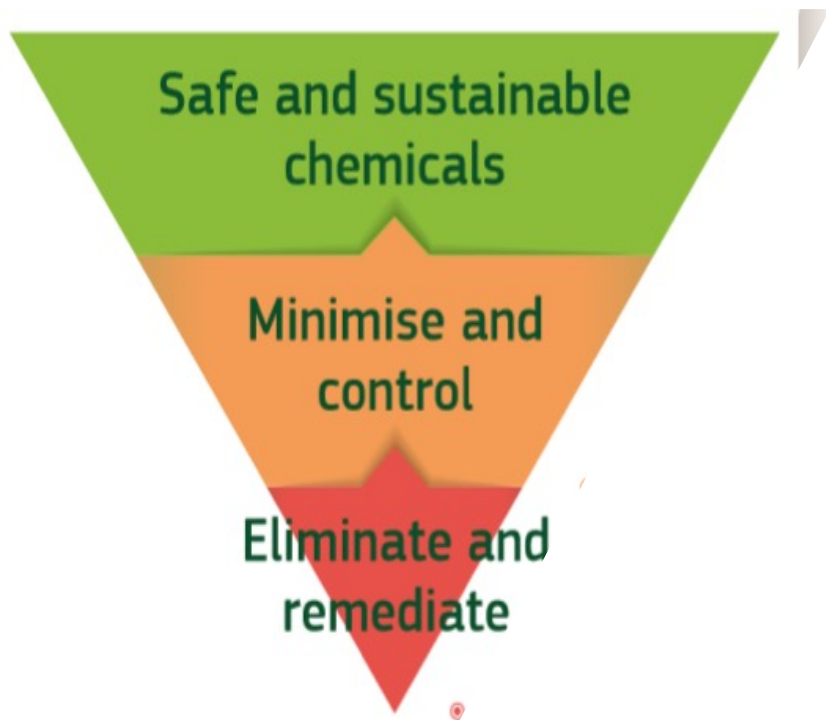 Safe and sustainable
chemicals
Minimise and
control
Eliminate and
remediate